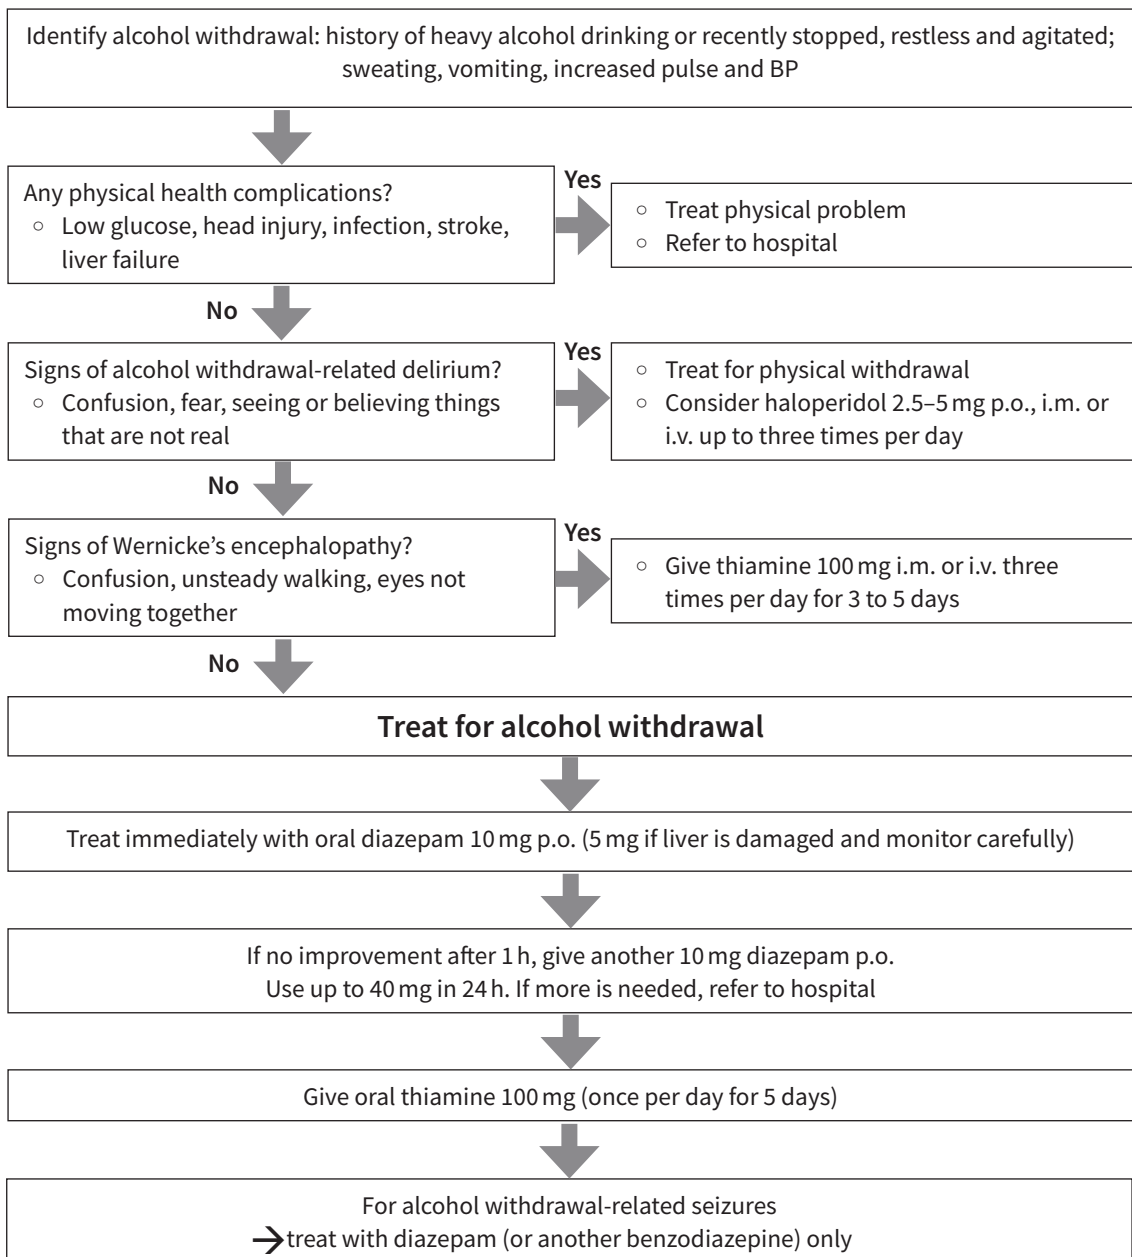 Identify alcohol withdrawal: history of heavy alcohol drinking or recently stopped, restless and agitated;
sweating, vomiting, increased pulse and BP
Any physical health complications?
○ Low glucose, head injury, infection, stroke,
liver failure
Yes
○ Treat physical problem
○ Refer to hospital
No
Signs of alcohol withdrawal-related delirium?
○ Confusion, fear, seeing or believing things
that are not real
Yes
○ Treat for physical withdrawal
○ Consider haloperidol 2.5–5 mg p.o., i.m. or
i.v. up to three times per day
No
Signs of Wernicke’s encephalopathy?
○ Confusion, unsteady walking, eyes not
moving together
Yes
○ Give thiamine 100 mg i.m. or i.v. three
times per day for 3 to 5 days
No
Treat for alcohol withdrawal
Treat immediately with oral diazepam 10 mg p.o. (5 mg if liver is damaged and monitor carefully)
If no improvement after 1 h, give another 10 mg diazepam p.o.
Use up to 40 mg in 24 h. If more is needed, refer to hospital
Give oral thiamine 100 mg (once per day for 5 days)
For alcohol withdrawal-related seizures
→ treat with diazepam (or another benzodiazepine) only